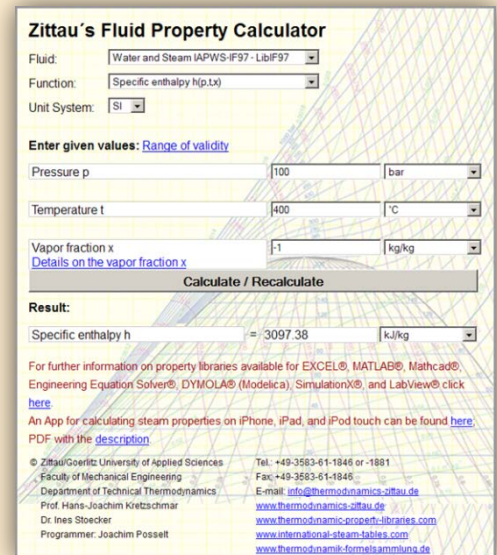 Zittau´s Fluid Property Calculator
Fluid: Water and Steam IAPWS-IF97 - LibIF97
Function: Specific enthalpy h(p,t,x)
Unit System: SI
Enter given values: Range of validity
Pressure p 100 bar
Temperature t 400 °C
Vapor fraction x -1 kg/kg
Details on the vapor fraction x
Calculate / Recalculate
Result:
Specific enthalpy h = 3097.38 kJ/kg
For further information on property libraries available for EXCEL®, MATLAB®, Mathcad®,
Engineering Equation Solver®, DYMOLA® (Modelica), SimulationX®, and LabView® click
here.
An App for calculating steam properties on iPhone, iPad, and iPod touch can be found here;
PDF with the description.
© Zittau/Goerlitz University of Applied Sciences Tel.: +49-3583-61-1846 or -1881
Faculty of Mechanical Engineering Fax: +49-3583-61-1846
Department of Technical Thermodynamics E-mail: info@thermodynamics-zittau.de
Prof. Hans-Joachim Kretzschmar www.thermodynamics-zittau.de
Dr. Ines Stoecker www.thermodynamic-property-libraries.com
Programmer: Joachim Posselt www.international-steam-tables.com
www.thermodynamik-formelsammlung.de